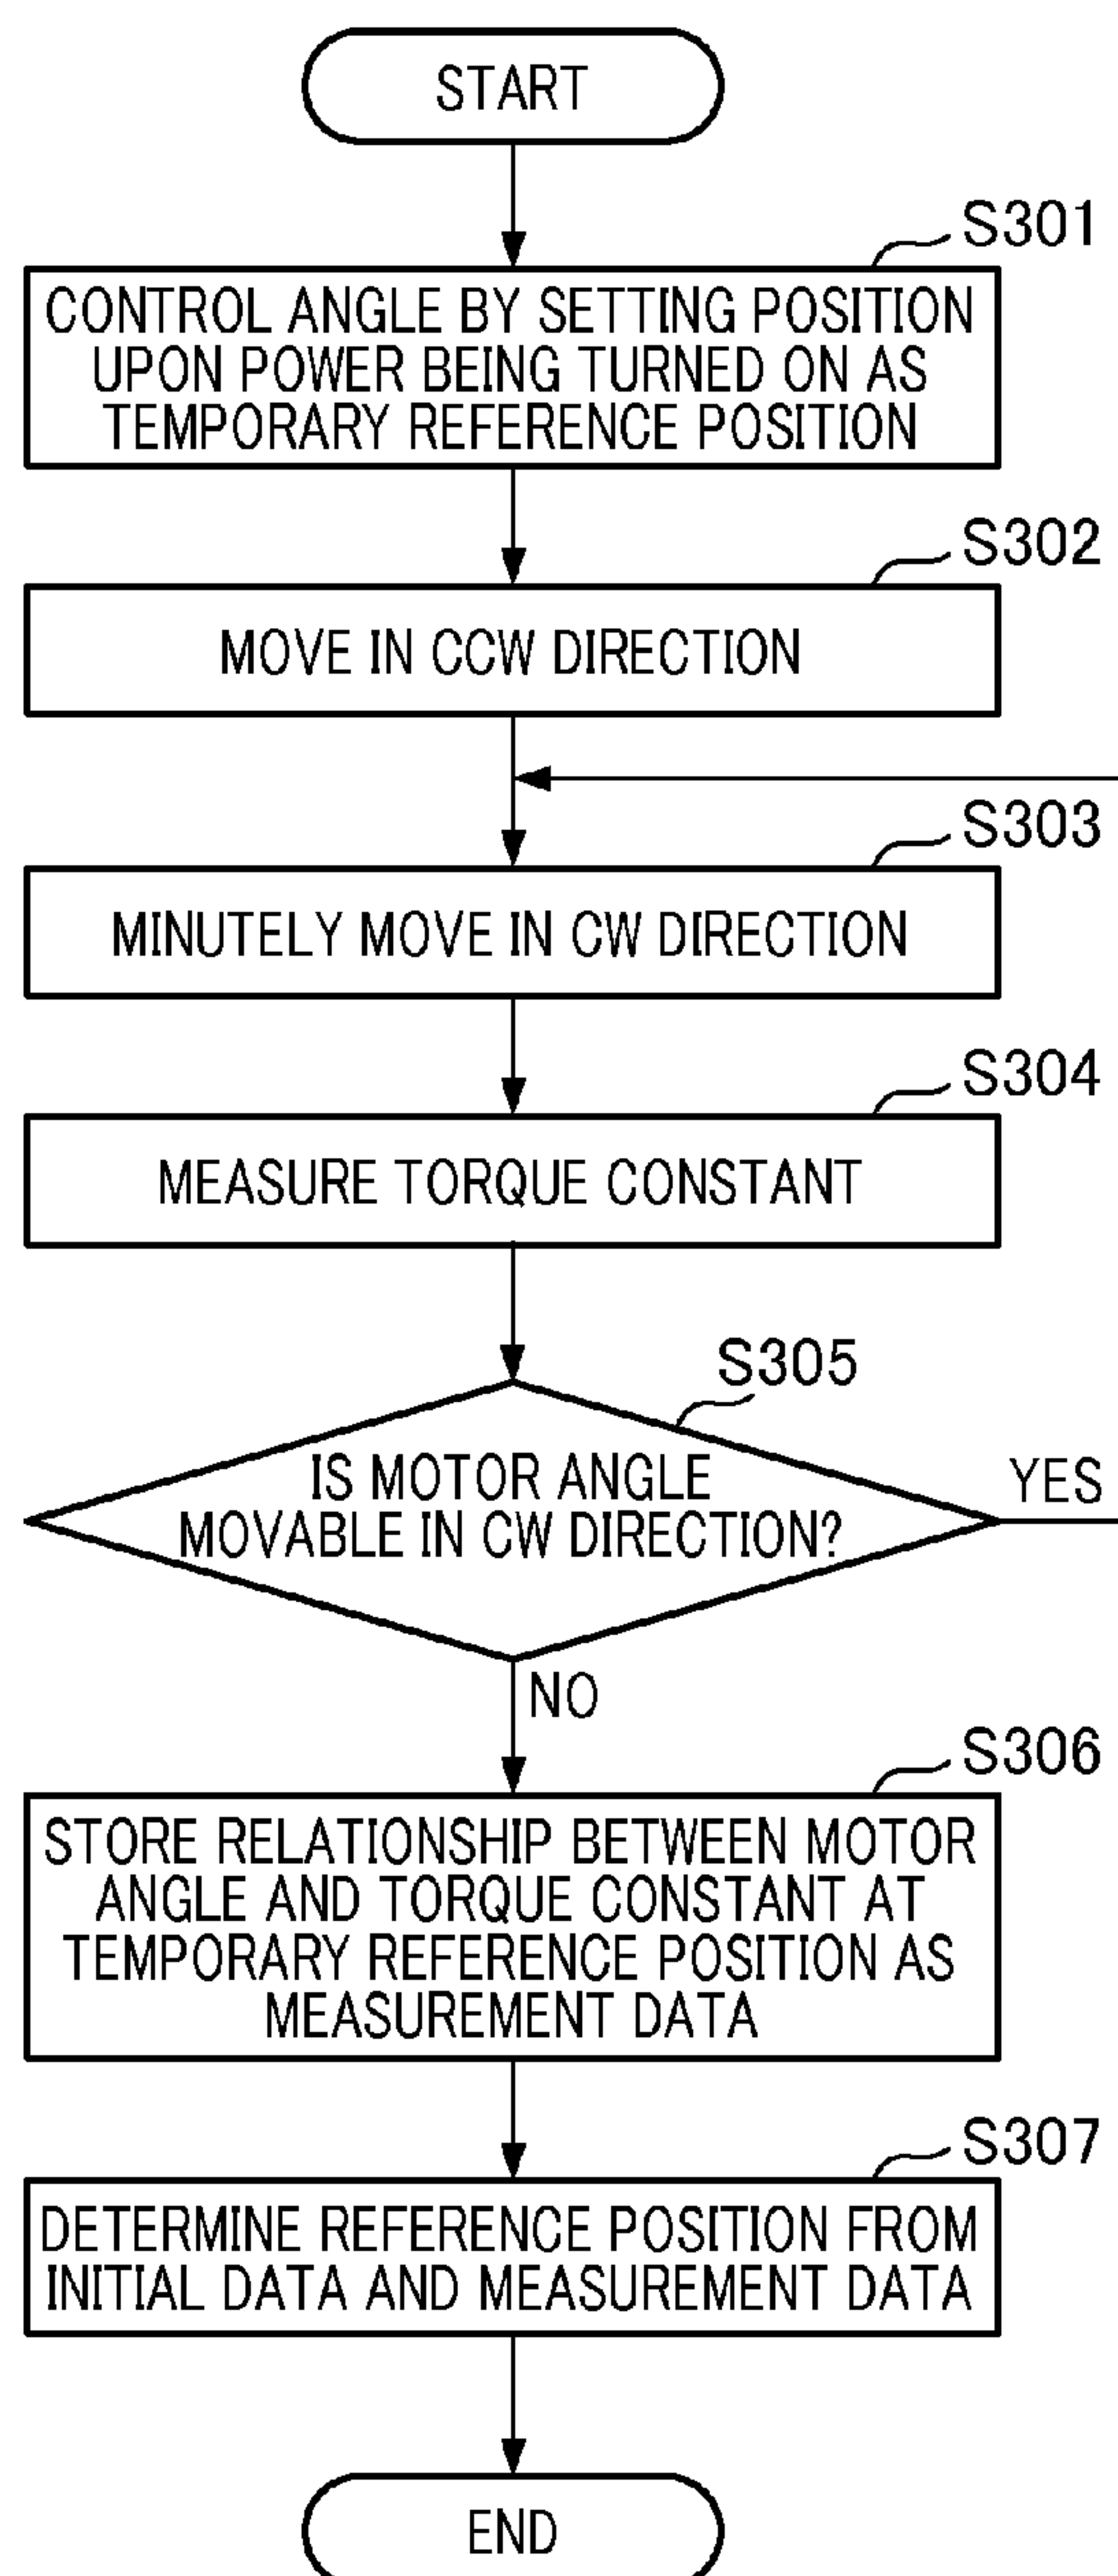 START
S301
CONTROL ANGLE BY SETTING POSITION
UPON POWER BEING TURNED ON AS
TEMPORARY REFERENCE POSITION
S302
MOVE IN CCW DIRECTION
S303
MINUTELY MOVE IN CW DIRECTION
S304
MEASURE TORQUE CONSTANT
S305
IS MOTOR ANGLE
MOVABLE IN CW DIRECTION?
YES
NO
S306
STORE RELATIONSHIP BETWEEN MOTOR
ANGLE AND TORQUE CONSTANT AT
TEMPORARY REFERENCE POSITION AS
MEASUREMENT DATA
S307
DETERMINE REFERENCE POSITION FROM
INITIAL DATA AND MEASUREMENT DATA
END